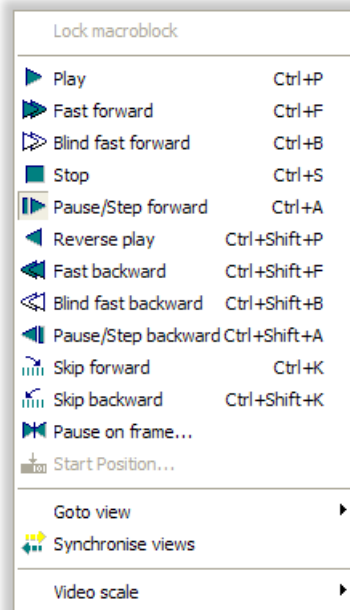 Lock macroblock
Play Ctrl+P
Fast forward Ctrl+F
Blind fast forward Ctrl+B
Stop Ctrl+S
Pause/Step forward Ctrl+A
Reverse play Ctrl+Shift+P
Fast backward Ctrl+Shift+F
Blind fast backward Ctrl+Shift+B
Pause/Step backward Ctrl+Shift+A
Skip forward Ctrl+K
Skip backward Ctrl+Shift+K
Pause on frame...
Start Position...
Goto view
Synchronise views
Video scale